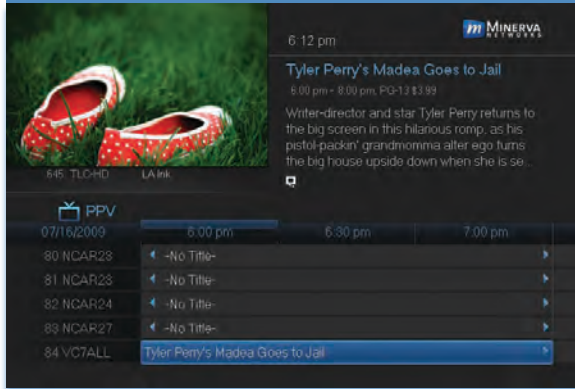 6:12 pm
m MINERVA
NETWORKS
Tyler Perry's Madea Goes to Jail
6:00 pm - 8:00 pm, PG-13 $3.99
Writer-director and star Tyler Perry returns to
the big screen in this hilarious romp, as his
pistol-packin' grandmomma alter ego turns
the big house upside down when she is se...
645 TLC-HD LA Ink
PPV
07/16/2009 6:00 pm 6:30 pm 7:00 pm
80 NCAR23 -No Title-
81 NCAR23 -No Title-
82 NCAR24 -No Title-
83 NCAR27 -No Title-
84 VC7ALL Tyler Perry's Madea Goes to Jail